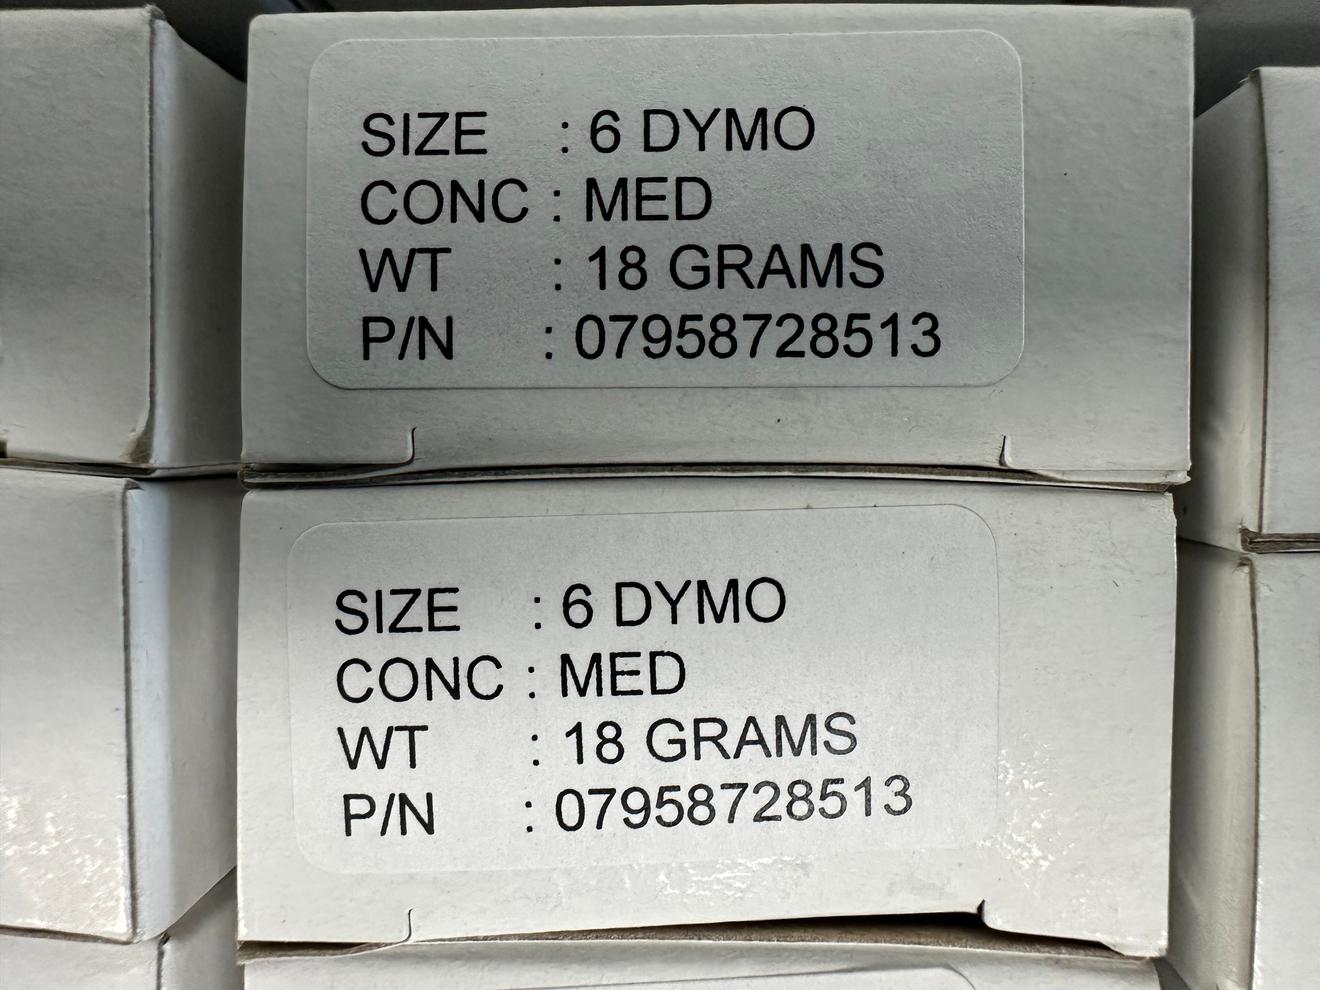 SIZE : 6 DYMO
CONC : MED
WT : 18 GRAMS
P/N : 07958728513
SIZE : 6 DYMO
CONC : MED
WT : 18 GRAMS
P/N : 07958728513